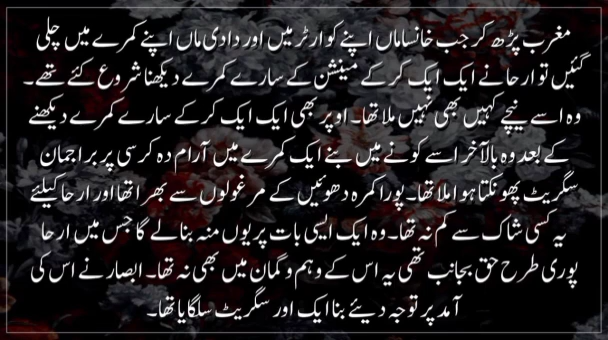 مغرب پڑھ کر جب خانساماں اپنے کوارٹر میں اور دادی ماں اپنے کمرے میں چلی
گئیں تو ارحا نے ایک ایک کر کے مینشن کے سارے کمرے دیکھنا شروع کئے تھے۔
وہ اسے نیچے کہیں بھی نہیں ملا تھا۔ اوپر بھی ایک ایک کر کے سارے کمرے دیکھنے
کے بعد وہ بالآخر اسے کونے میں بنے ایک کمرے میں آرام دہ کرسی پر براجمان
سگریٹ پھونکتا ہوا ملا تھا۔ پورا کمرہ دھوئیں کے مرغولوں سے بھرا تھا اور ارحا کیلئے
یہ کسی شاک سے کم نہ تھا۔ وہ ایک ایسی بات پر یوں منہ بنا لے گا جس میں ارحا
پوری طرح حق بجانب تھی یہ اس کے وہم و گمان میں بھی نہ تھا۔ ابصار نے اس کی
آمد پر توجہ دیئے بنا ایک اور سگریٹ سلگایا تھا۔